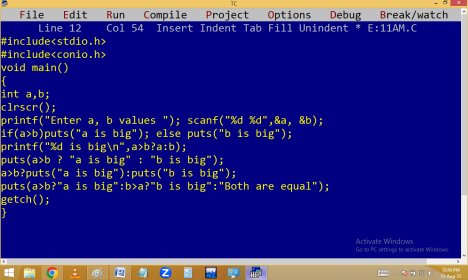 TC
File Edit Run Compile Project Options Debug Break/watch
Line 12 Col 54 Insert Indent Tab Fill Unindent * E:11AM.C
#include<stdio.h>
#include<conio.h>
void main()
{
int a,b;
clrscr();
printf("Enter a, b values "); scanf("%d %d",&a, &b);
if(a>b)puts("a is big"); else puts("b is big");
printf("%d is big\n",a>b?a:b);
puts(a>b ? "a is big" : "b is big");
a>b?puts("a is big"):puts("b is big");
puts(a>b?"a is big":b>a?"b is big":"Both are equal");
getch();
}
Activate Windows
Go to PC settings to activate Windows.